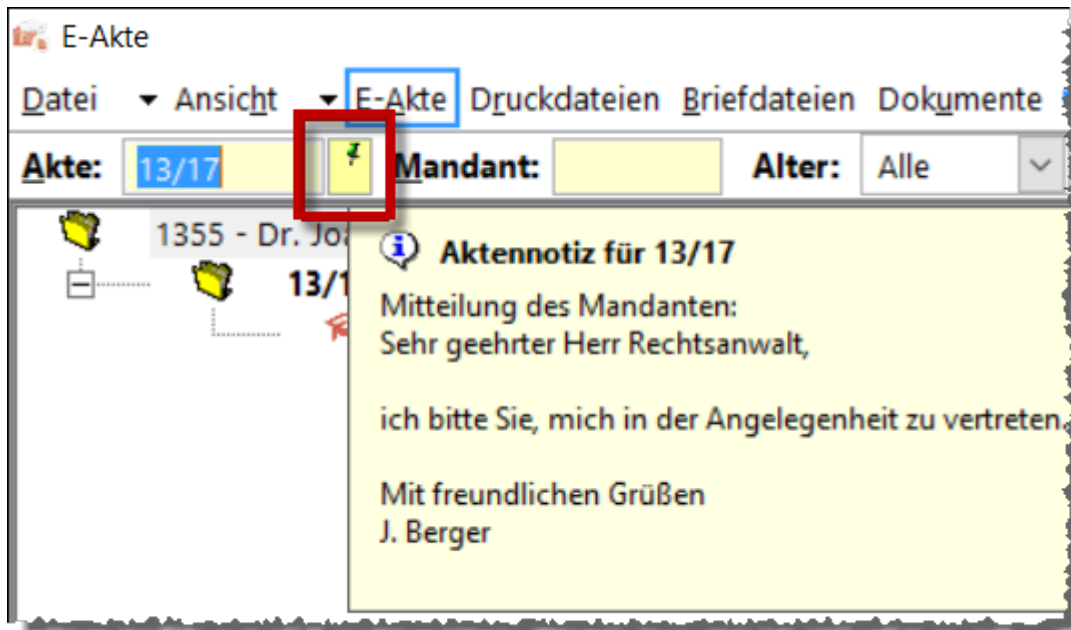 E-Akte
Datei Ansicht E-Akte Druckdateien Briefdateien Dokumente
Akte: 13/17 Mandant: Alter: Alle
1355 - Dr.
Aktennotiz für 13/17
Mitteilung des Mandanten:
Sehr geehrter Herr Rechtsanwalt,
ich bitte Sie, mich in der Angelegenheit zu vertreten.
Mit freundlichen Grüßen
J. Berger